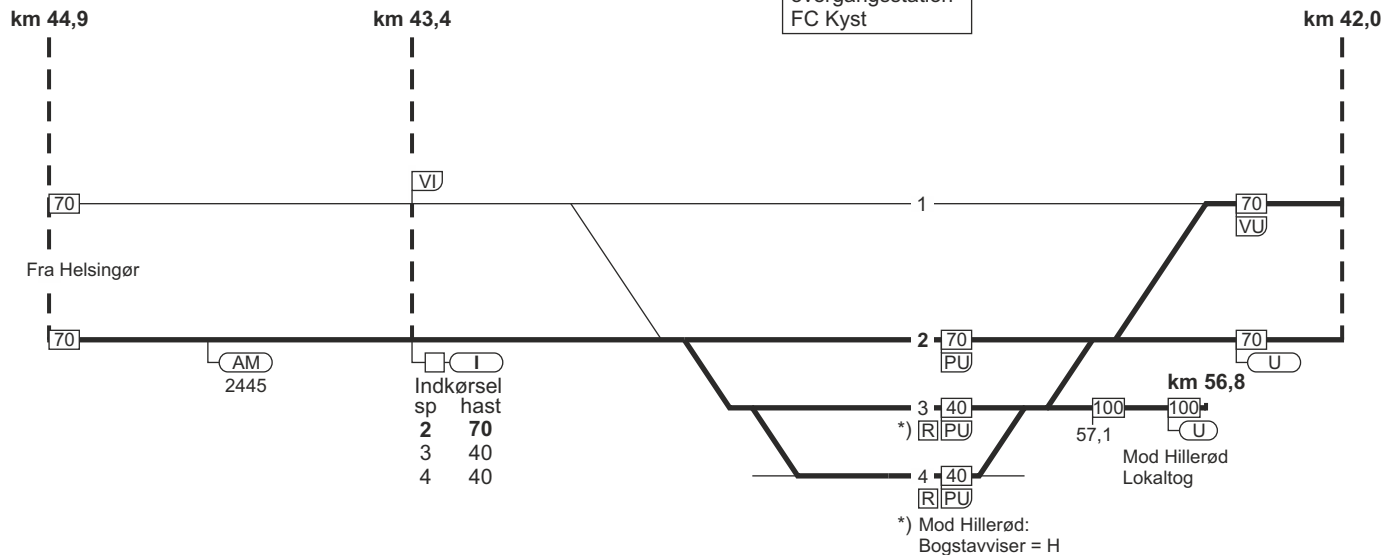 overgangsstation
FC Kyst
km 44,9
km 43,4
km 42,0
VI
70
1
70
VU
Fra Helsingør
70
2
70
70
AM
I
PU
U
2445
Indkørsel
km 56,8
sp hast
2 70
3 40
4 40
3
40
100
100
*) R PU
57,1
U
Mod Hillerød
Lokaltog
4
40
R PU
*) Mod Hillerød:
Bogstavviser = H